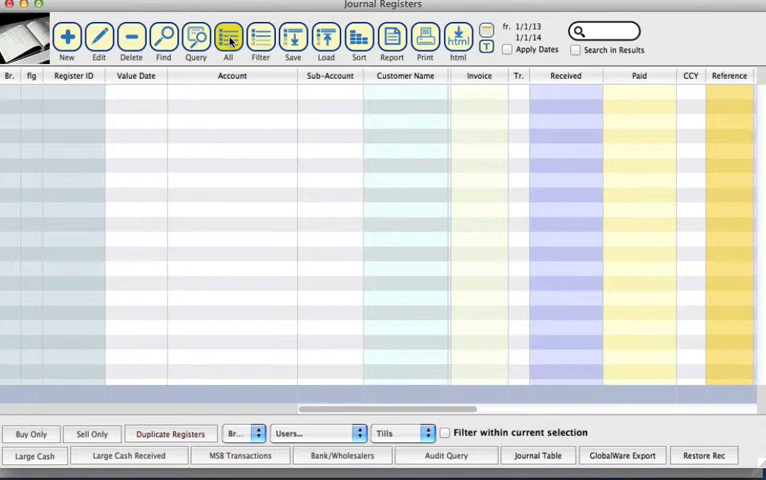 Journal Registers
New Edit Delete Find Query All Filter Save Load Sort Report Print html
html
T
fr. 1/1/13
1/1/14
Apply Dates
Search in Results
Br. flg Register ID Value Date Account Sub-Account Customer Name Invoice Tr. Received Paid CCY Reference
Buy Only Sell Only Duplicate Registers Br... Users... Tills Filter within current selection
Large Cash Large Cash Received MSB Transactions Bank/Wholesalers Audit Query Journal Table GlobalWare Export Restore Rec